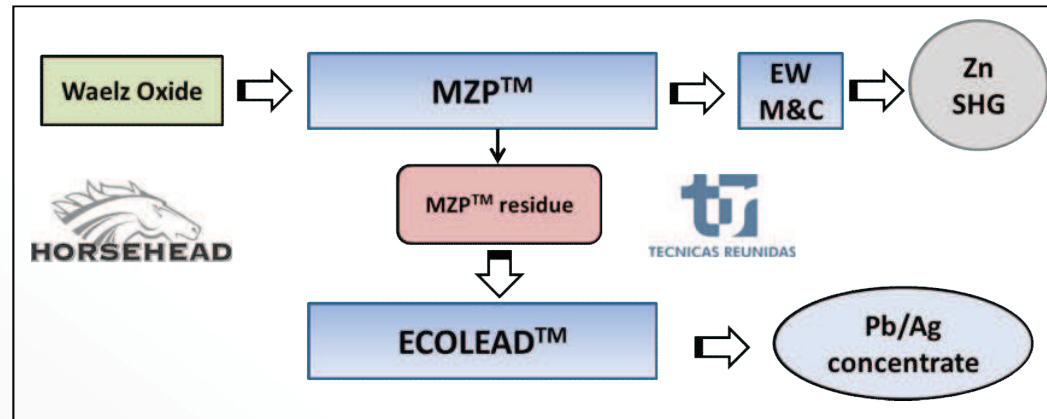 Waelz Oxide
MZP™
EW
M&C
Zn
SHG
MZP™ residue
HORSEHEAD
TECNICAS REUNIDAS
ECOLEAD™
Pb/Ag
concentrate